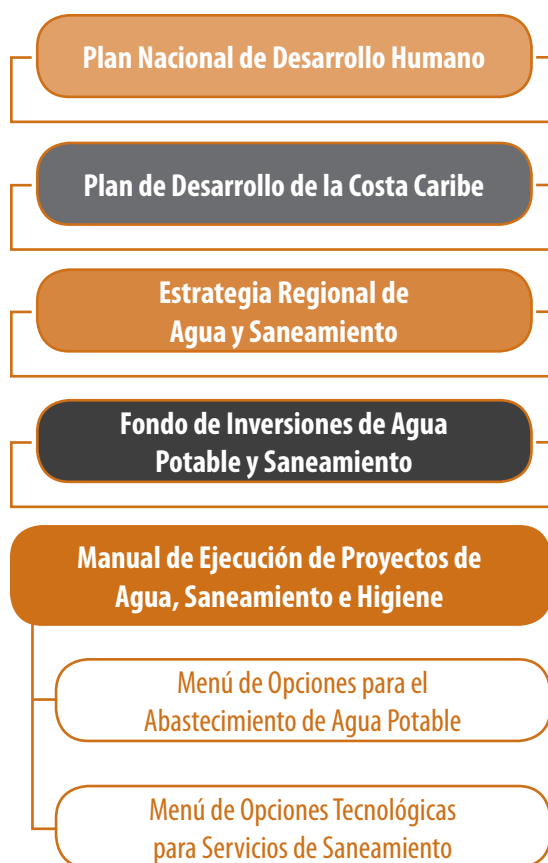 Plan Nacional de Desarrollo Humano
Plan de Desarrollo de la Costa Caribe
Estrategia Regional de
Agua y Saneamiento
Fondo de Inversiones de Agua
Potable y Saneamiento
Manual de Ejecución de Proyectos de
Agua, Saneamiento e Higiene
Menú de Opciones para el
Abastecimiento de Agua Potable
Menú de Opciones Tecnológicas
para Servicios de Saneamiento